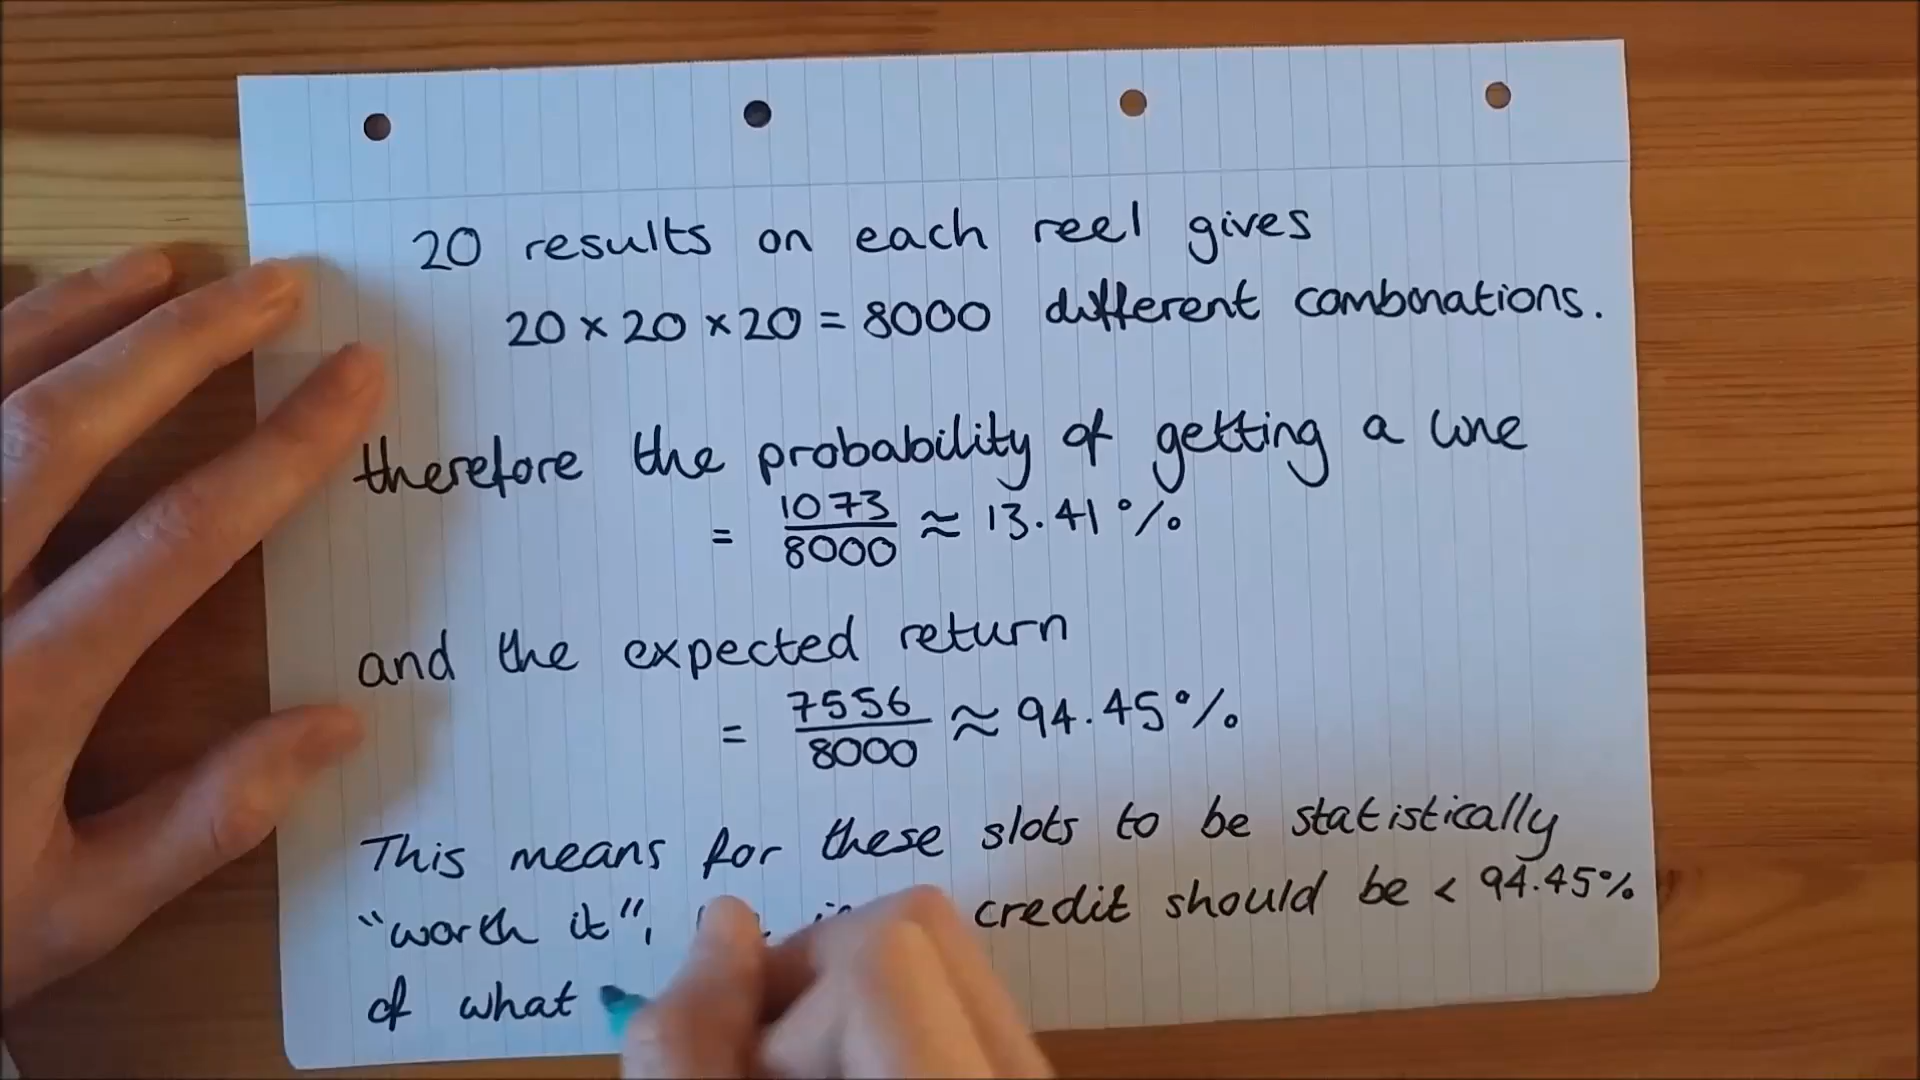 20 results on each reel gives
20 × 20 × 20 = 8000 different combinations.
therefore the probability of getting a line
= 1073/8000 ≈ 13.41%
and the expected return
= 7556/8000 ≈ 94.45%
This means for these slots to be statistically
"worth it", credit should be < 94.45%
of what